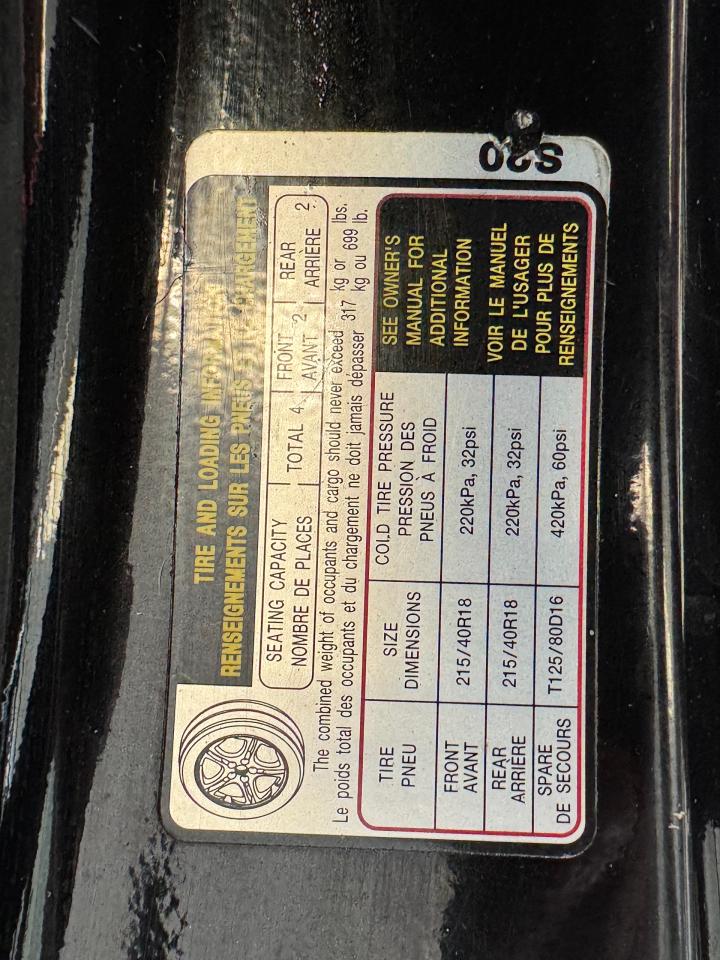 TIRE AND LOADING INFORMATION
RENSEIGNEMENTS SUR LES PNEUS ET LE CHARGEMENT
SEATING CAPACITY
NOMBRE DE PLACES
TOTAL 4
FRONT
AVANT 2
REAR
ARRIÈRE 2
The combined weight of occupants and cargo should never exceed 317 kg or 699 lbs.
Le poids total des occupants et du chargement ne doit jamais dépasser 317 kg ou 699 lb.
TIRE
PNEU
SIZE
DIMENSIONS
COLD TIRE PRESSURE
PRESSION DES
PNEUS À FROID
FRONT
AVANT
215/40R18
220kPa, 32psi
REAR
ARRIÈRE
215/40R18
220kPa, 32psi
SPARE
DE SECOURS
T125/80D16
420kPa, 60psi
SEE OWNER'S
MANUAL FOR
ADDITIONAL
INFORMATION
VOIR LE MANUEL
DE L'USAGER
POUR PLUS DE
RENSEIGNEMENTS